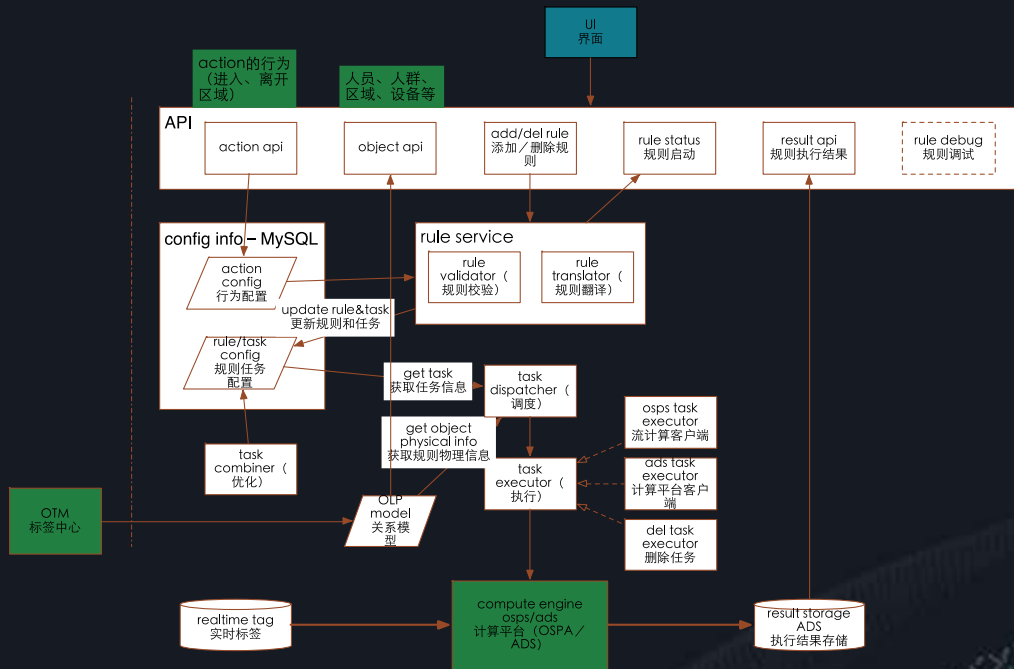 UI
界面
action的行为
（进入、离开
区域）
人员、人群、
区域、设备等
API
action api
object api
add/del rule
添加／删除规
则
rule status
规则启动
result api
规则执行结果
rule debug
规则调试
config info – MySQL
action
config
行为配置
rule service
rule
validator（
规则校验）
rule
translator（
规则翻译）
update rule&task
更新规则和任务
rule/task
config
规则任务
配置
get task
获取任务信息
task
dispatcher（
调度）
get object
physical info
获取规则物理信息
osps task
executor
流计算客户端
task
combiner（
优化）
task
executor（
执行）
ads task
executor
计算平台客户
端
OTM
标签中心
OLP
model
关系模
型
del task
executor
删除任务
realtime tag
实时标签
compute engine
osps/ads
计算平台（OSPA／
ADS）
result storage
ADS
执行结果存储